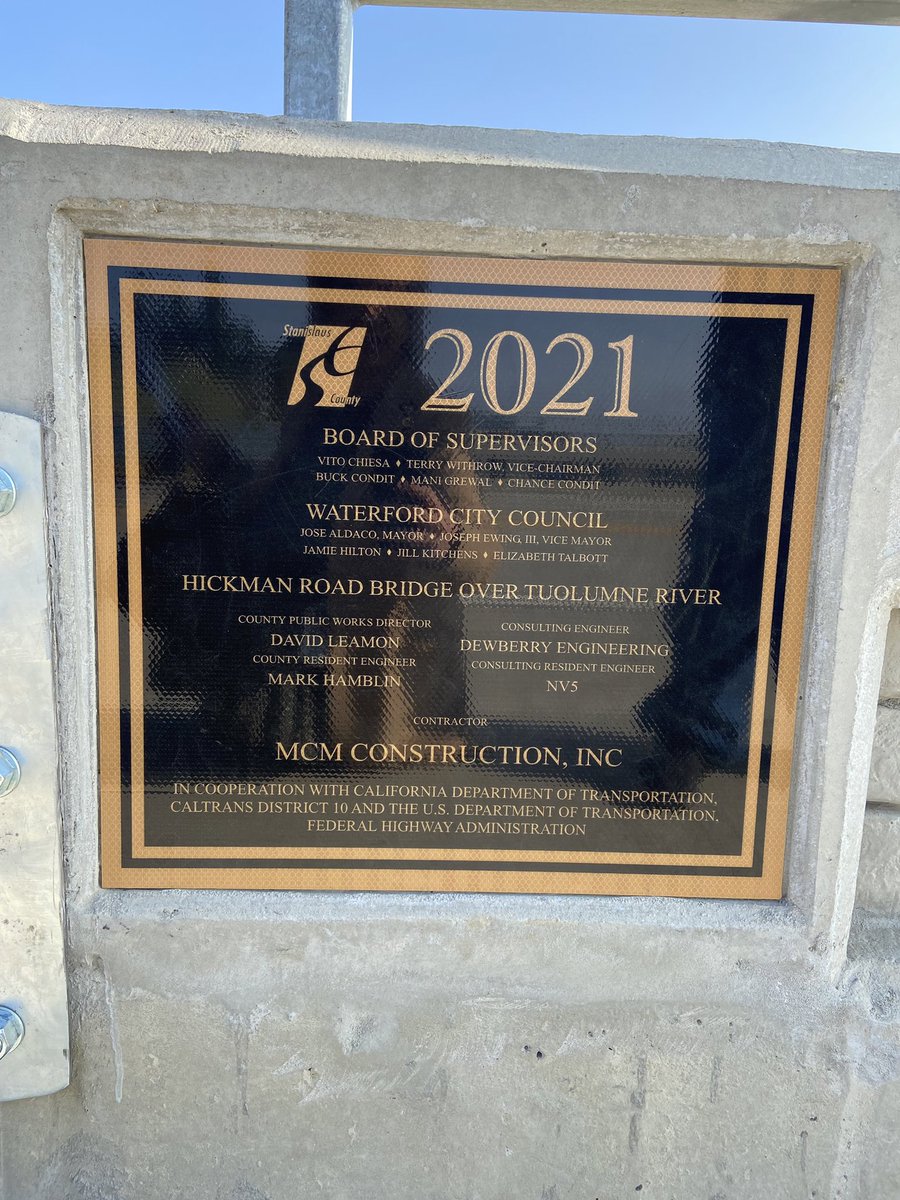 Stanislaus
County
2021
BOARD OF SUPERVISORS
VITO CHIESA ♦ TERRY WITHROW, VICE-CHAIRMAN
BUCK CONDIT ♦ MANI GREWAL ♦ CHANCE CONDIT
WATERFORD CITY COUNCIL
JOSE ALDACO, MAYOR ♦ JOSEPH EWING, III, VICE MAYOR
JAMIE HILTON ♦ JILL KITCHENS ♦ ELIZABETH TALBOTT
HICKMAN ROAD BRIDGE OVER TUOLUMNE RIVER
COUNTY PUBLIC WORKS DIRECTOR
DAVID LEAMON
COUNTY RESIDENT ENGINEER
MARK HAMBLIN
CONSULTING ENGINEER
DEWBERRY ENGINEERING
CONSULTING RESIDENT ENGINEER
NV5
CONTRACTOR
MCM CONSTRUCTION, INC
IN COOPERATION WITH CALIFORNIA DEPARTMENT OF TRANSPORTATION,
CALTRANS DISTRICT 10 AND THE U.S. DEPARTMENT OF TRANSPORTATION,
FEDERAL HIGHWAY ADMINISTRATION